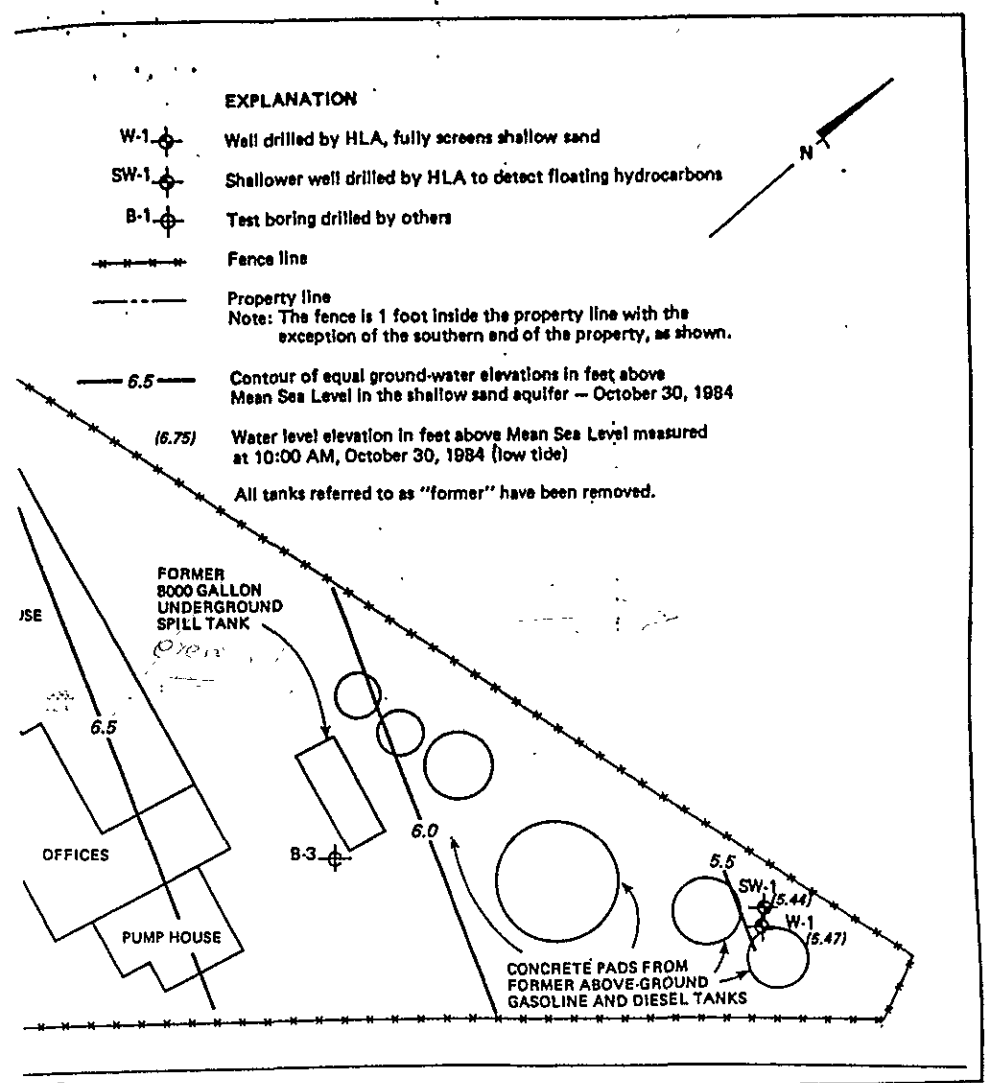 EXPLANATION
W-1 Well drilled by HLA, fully screens shallow sand
SW-1 Shallower well drilled by HLA to detect floating hydrocarbons
B-1 Test boring drilled by others
Fence line
Property line
Note: The fence is 1 foot inside the property line with the
exception of the southern end of the property, as shown.
6.5 Contour of equal ground-water elevations in feet above
Mean Sea Level in the shallow sand aquifer — October 30, 1984
(6.75) Water level elevation in feet above Mean Sea Level measured
at 10:00 AM, October 30, 1984 (low tide)
All tanks referred to as "former" have been removed.
N
FORMER
8000 GALLON
UNDERGROUND
SPILL TANK
6.5
OFFICES
PUMP HOUSE
B-3
6.0
5.5
SW-1
(5.44)
W-1
(5.47)
CONCRETE PADS FROM
FORMER ABOVE-GROUND
GASOLINE AND DIESEL TANKS